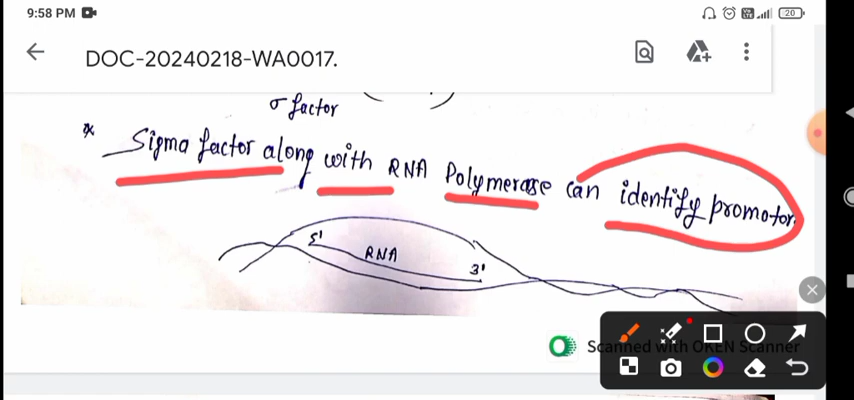 9:58 PM
20
DOC-20240218-WA0017.
σ factor
* Sigma factor along with RNA Polymerase can identify promotor.
5' RNA 3'
Scanned with OKEN Scanner